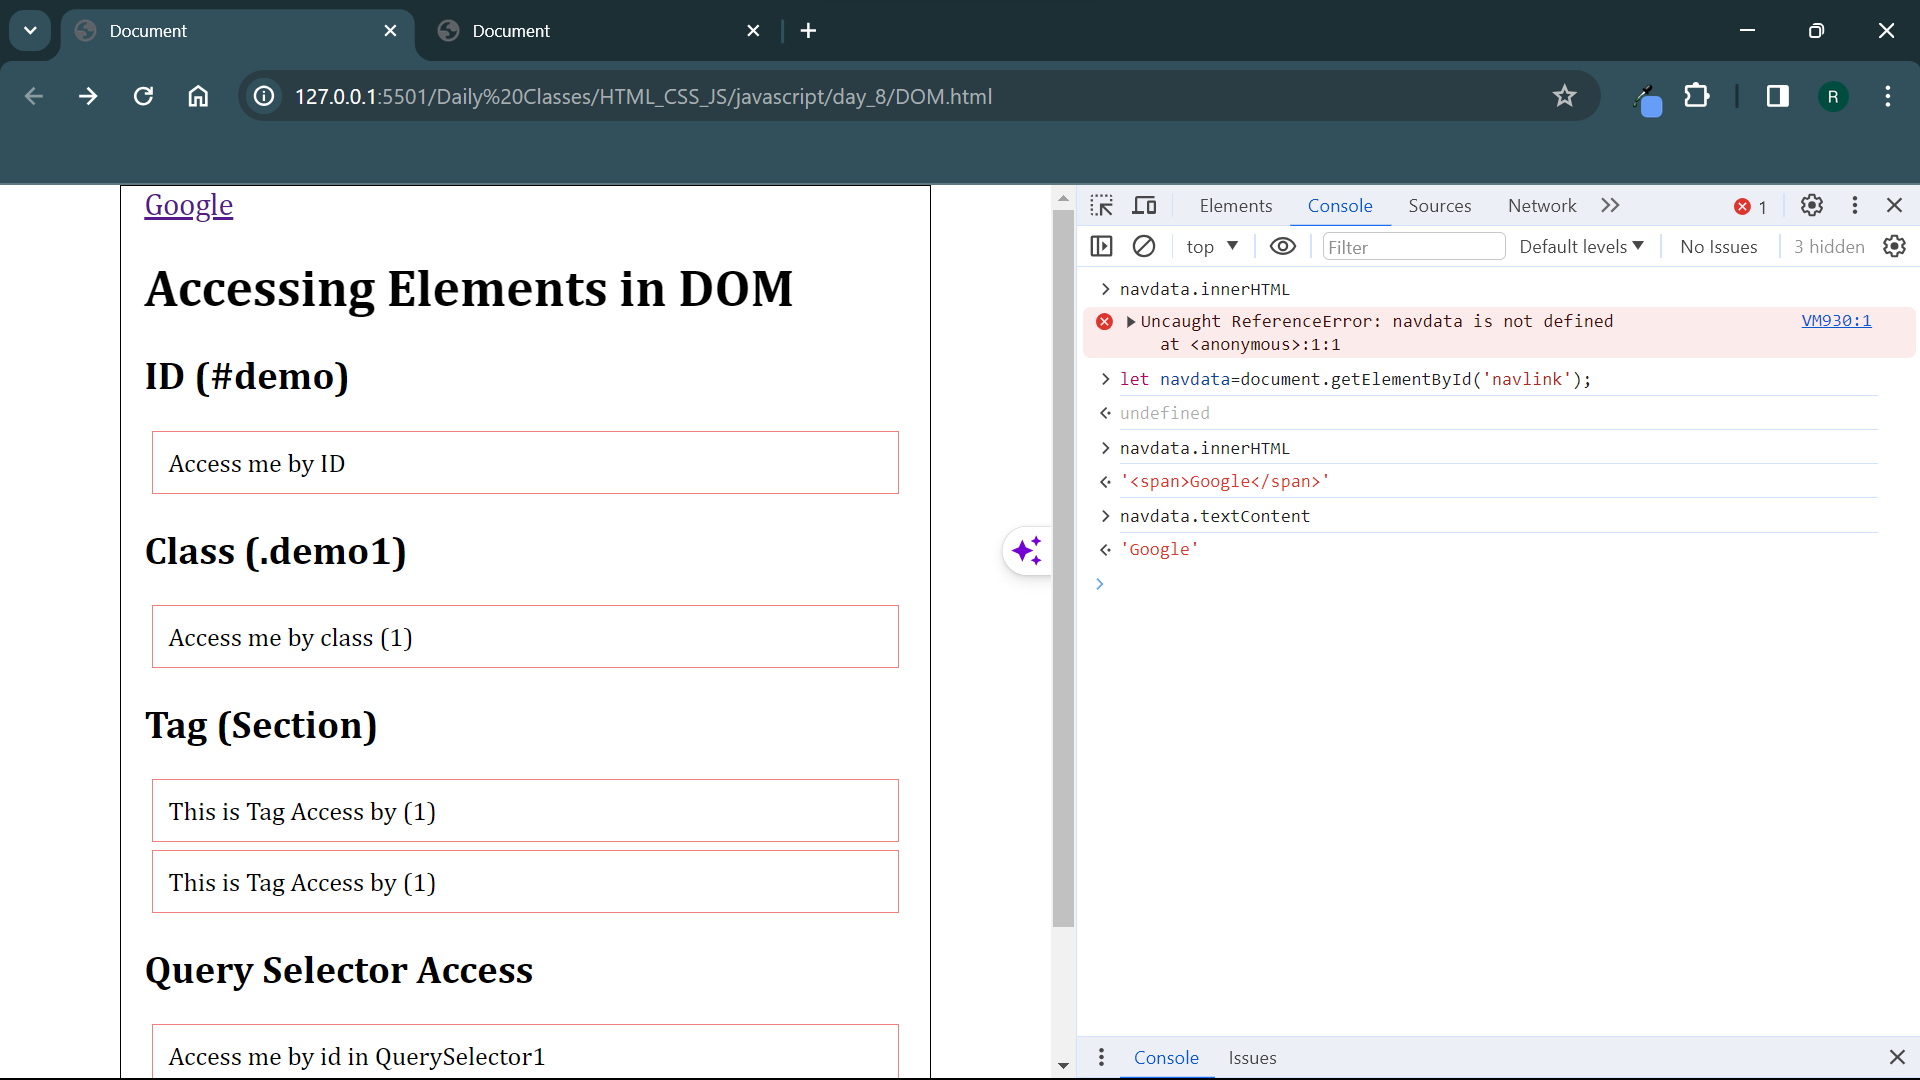 Document
Document
127.0.0.1:5501/Daily%20Classes/HTML_CSS_JS/javascript/day_8/DOM.html
R
Google
Accessing Elements in DOM
ID (#demo)
Access me by ID
Class (.demo1)
Access me by class (1)
Tag (Section)
This is Tag Access by (1)
This is Tag Access by (1)
Query Selector Access
Access me by id in QuerySelector1
Elements Console Sources Network 1
top Filter Default levels No Issues 3 hidden
navdata.innerHTML
Uncaught ReferenceError: navdata is not defined VM930:1
at <anonymous>:1:1
let navdata=document.getElementById('navlink');
undefined
navdata.innerHTML
'<span>Google</span>'
navdata.textContent
'Google'
Console Issues